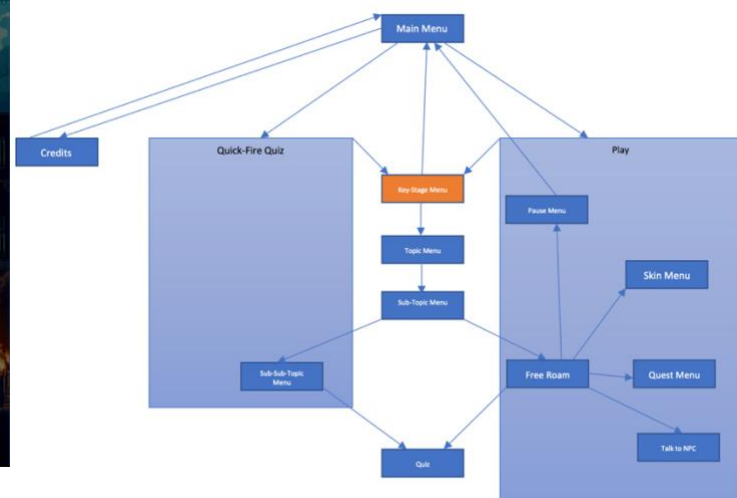 Main Menu
Credits
Quick-Fire Quiz
Play
Key-Stage Menu
Pause Menu
Topic Menu
Skin Menu
Sub-Topic Menu
Sub-Sub-Topic
Menu
Free Roam
Quest Menu
Talk to NPC
Quiz